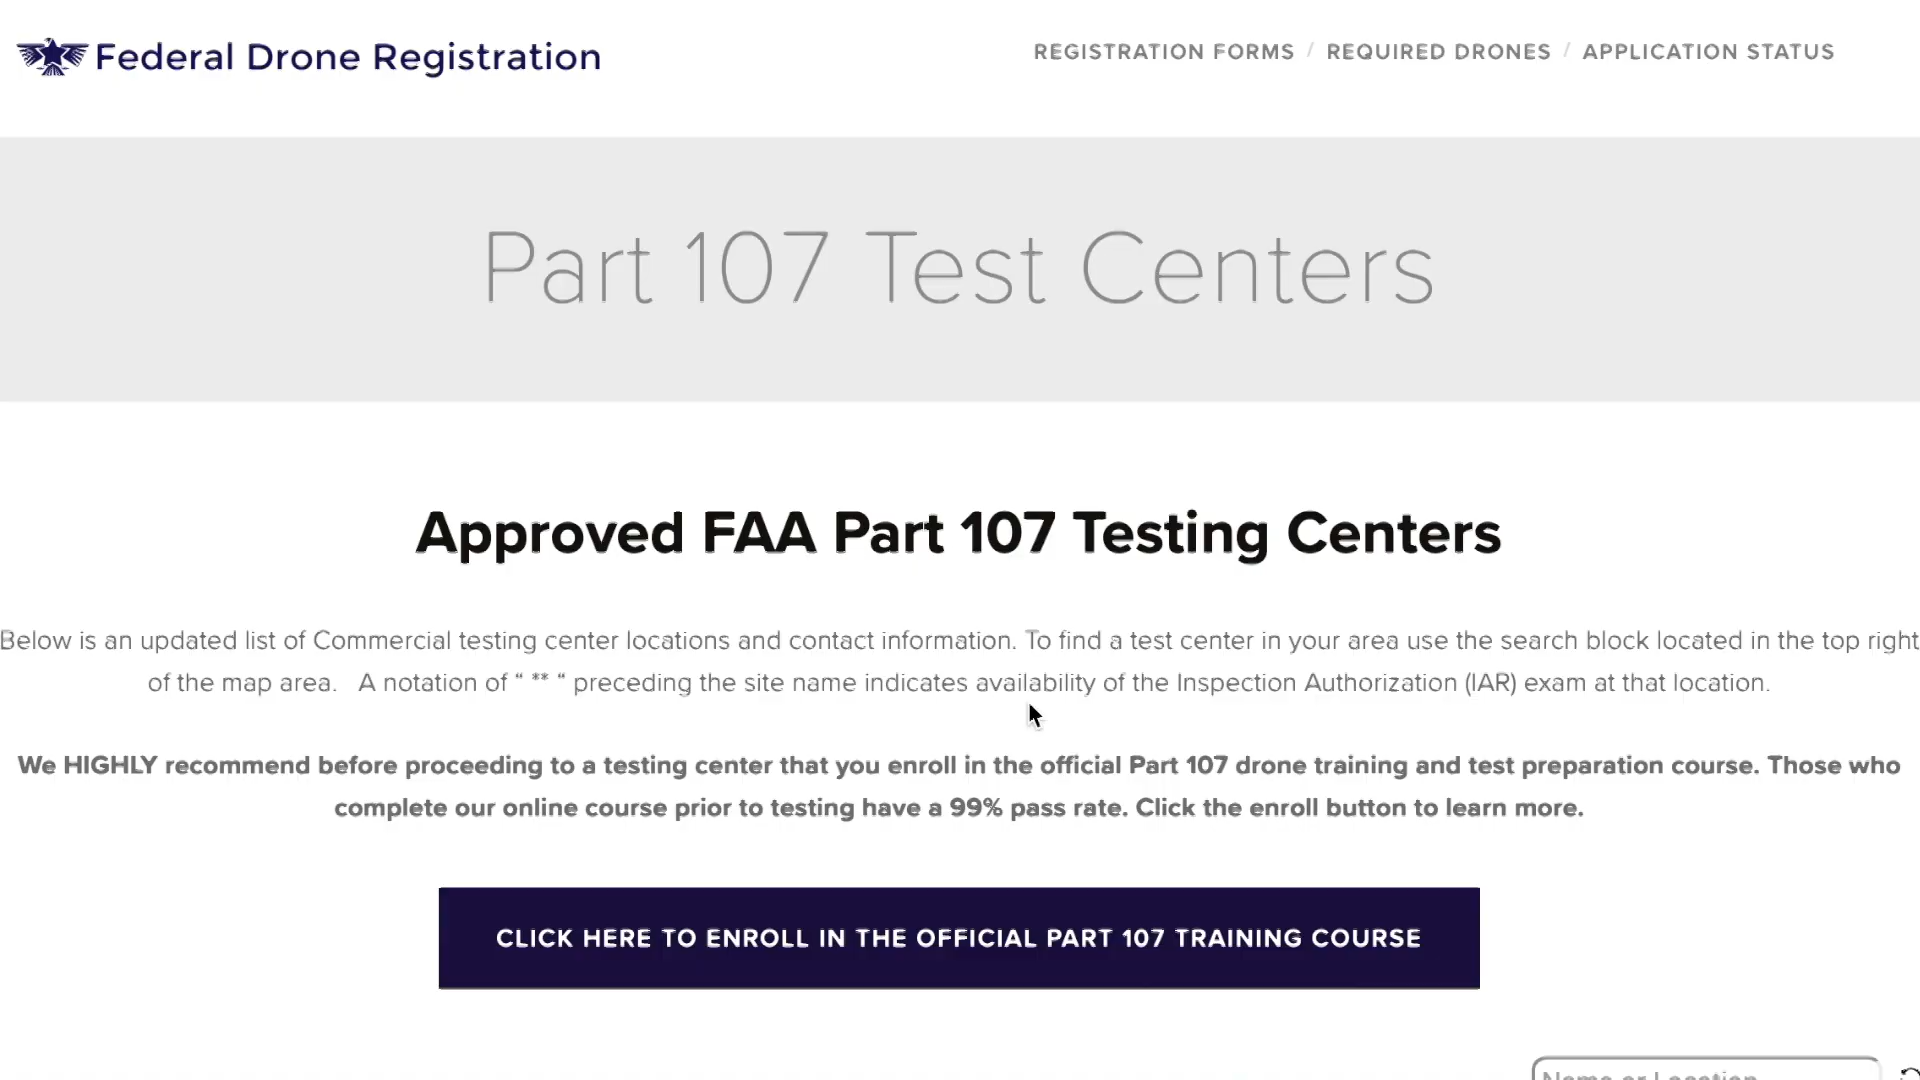 Federal Drone Registration
REGISTRATION FORMS / REQUIRED DRONES / APPLICATION STATUS
Part 107 Test Centers
Approved FAA Part 107 Testing Centers
Below is an updated list of Commercial testing center locations and contact information. To find a test center in your area use the search block located in the top right
of the map area. A notation of “ ** “ preceding the site name indicates availability of the Inspection Authorization (IAR) exam at that location.
We HIGHLY recommend before proceeding to a testing center that you enroll in the official Part 107 drone training and test preparation course. Those who
complete our online course prior to testing have a 99% pass rate. Click the enroll button to learn more.
CLICK HERE TO ENROLL IN THE OFFICIAL PART 107 TRAINING COURSE
Name or Location